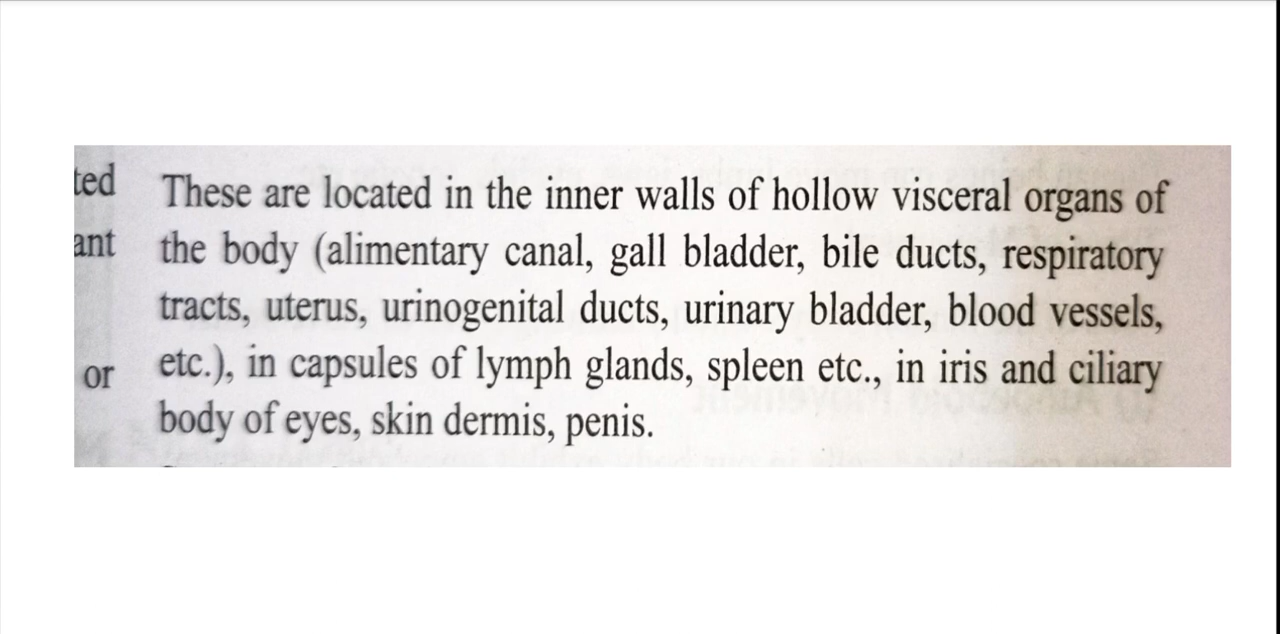 ted
ant
or
These are located in the inner walls of hollow visceral organs of
the body (alimentary canal, gall bladder, bile ducts, respiratory
tracts, uterus, urinogenital ducts, urinary bladder, blood vessels,
etc.), in capsules of lymph glands, spleen etc., in iris and ciliary
body of eyes, skin dermis, penis.